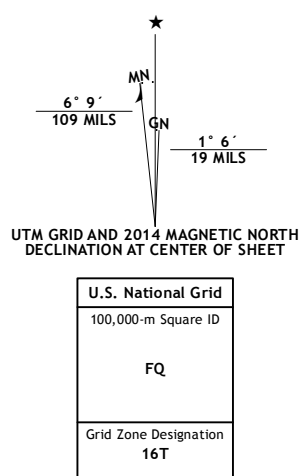 ★
MN
GN
6° 9´
109 MILS
1° 6´
19 MILS
UTM GRID AND 2014 MAGNETIC NORTH
DECLINATION AT CENTER OF SHEET
U.S. National Grid
100,000-m Square ID
FQ
Grid Zone Designation
16T